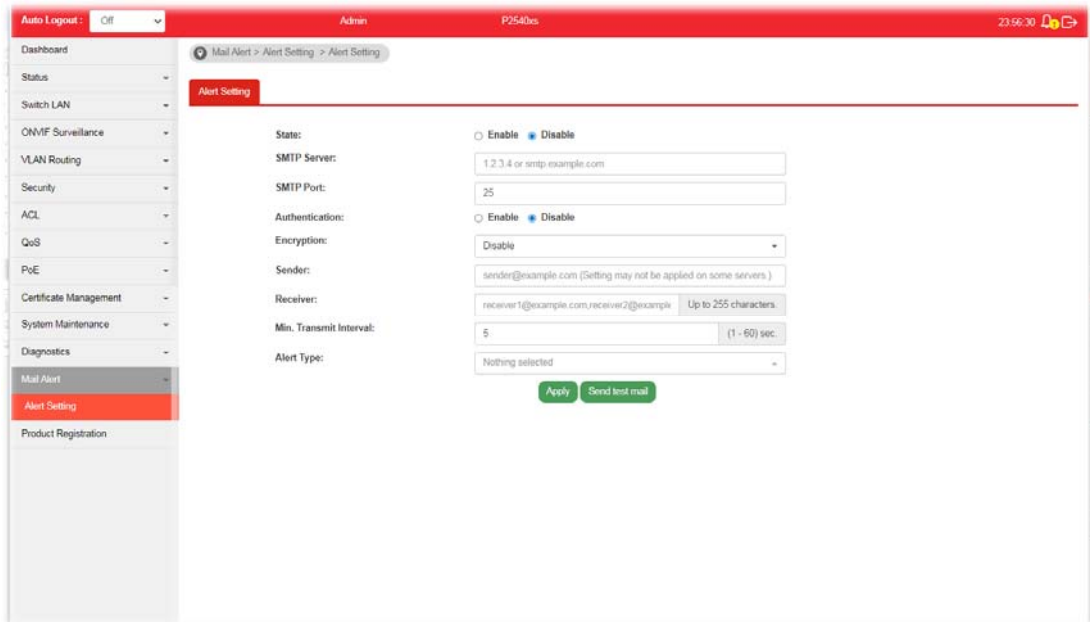 Auto Logout : Off Admin P2540xs 23:56:30
Dashboard
Status
Switch LAN
ONVIF Surveillance
VLAN Routing
Security
ACL
QoS
PoE
Certificate Management
System Maintenance
Diagnostics
Mail Alert
Alert Setting
Product Registration
Mail Alert > Alert Setting > Alert Setting
Alert Setting
State: Enable Disable
SMTP Server: 1.2.3.4 or smtp.example.com
SMTP Port: 25
Authentication: Enable Disable
Encryption: Disable
Sender: sender@example.com (Setting may not be applied on some servers.)
Receiver: receiver1@example.com,receiver2@example Up to 255 characters.
Min. Transmit Interval: 5 (1 - 60) sec.
Alert Type: Nothing selected
Apply Send test mail